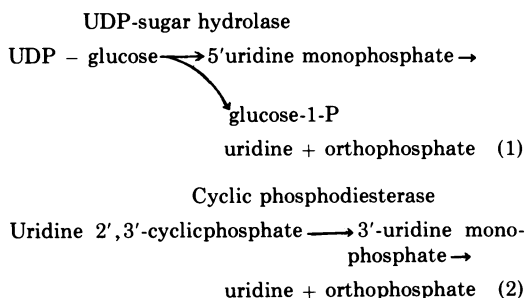 UDP-sugar hydrolase
UDP – glucose ⟶ 5'uridine monophosphate →
glucose-1-P
uridine + orthophosphate (1)
Cyclic phosphodiesterase
Uridine 2',3'-cyclicphosphate ⟶ 3'-uridine mono-
phosphate →
uridine + orthophosphate (2)